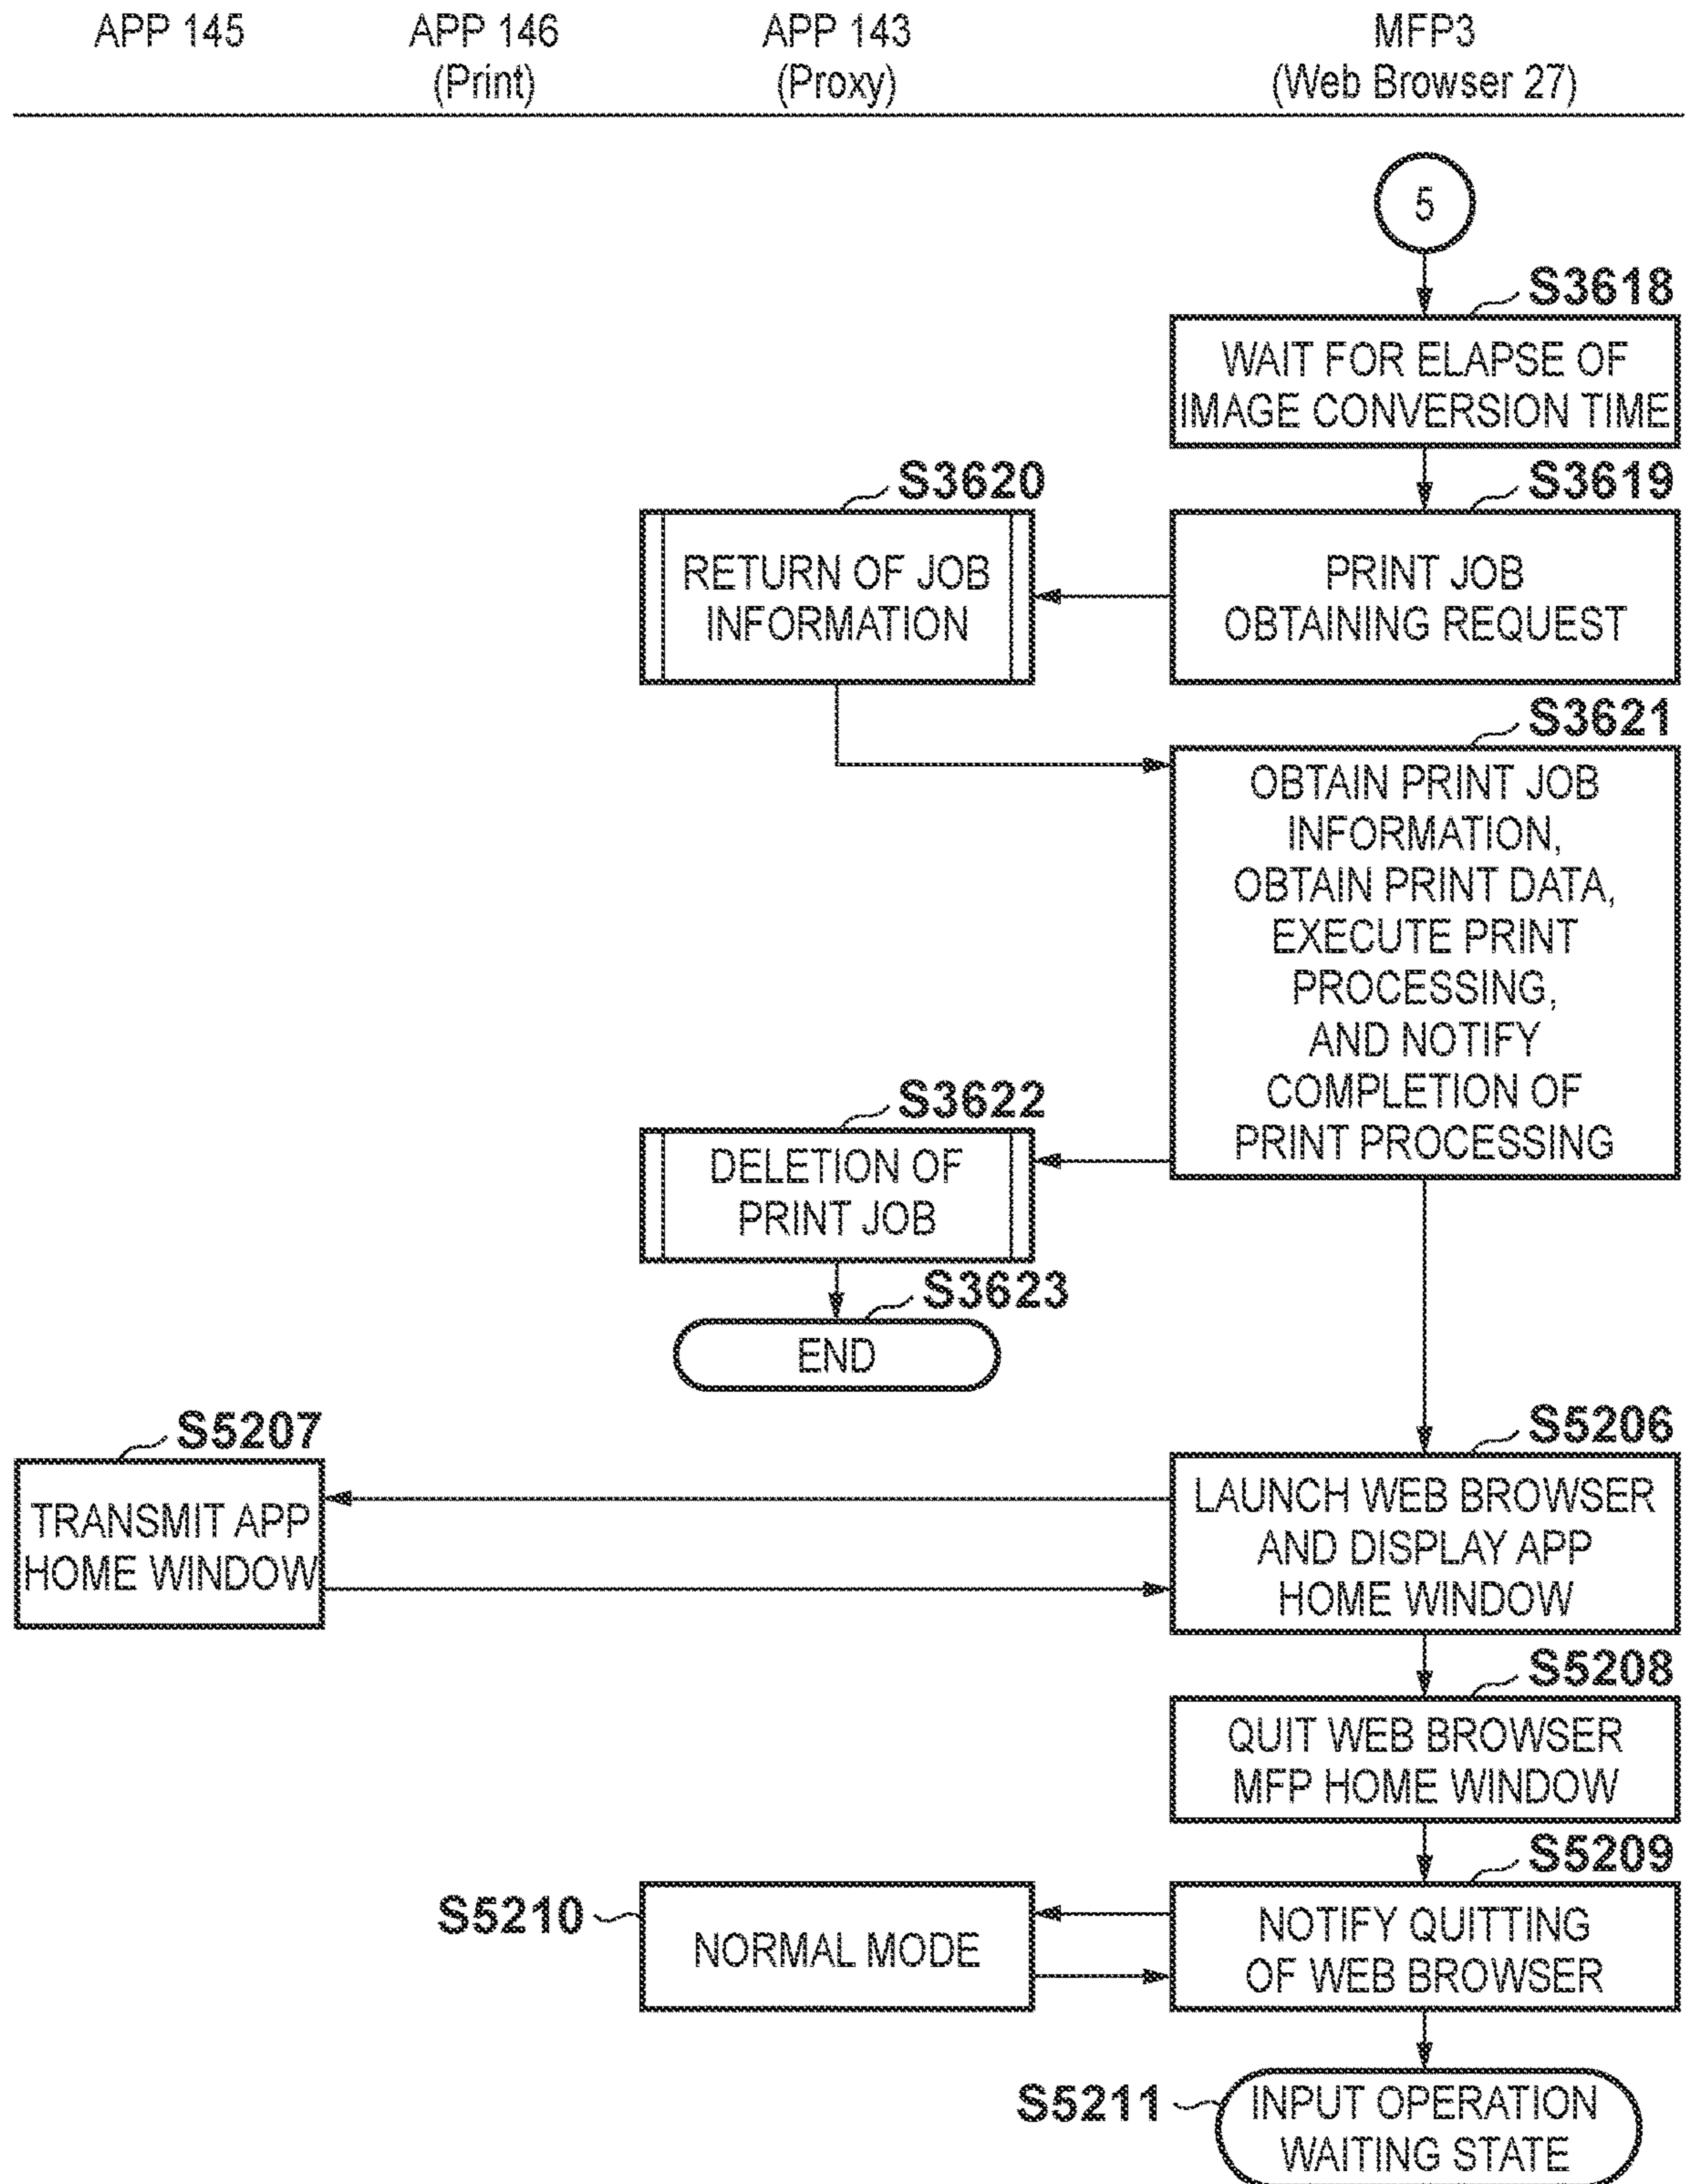 APP 145
APP 146
(Print)
APP 143
(Proxy)
MFP3
(Web Browser 27)
5
S3618
WAIT FOR ELAPSE OF
IMAGE CONVERSION TIME
S3620
RETURN OF JOB
INFORMATION
S3619
PRINT JOB
OBTAINING REQUEST
S3621
OBTAIN PRINT JOB
INFORMATION,
OBTAIN PRINT DATA,
EXECUTE PRINT
PROCESSING,
AND NOTIFY
COMPLETION OF
PRINT PROCESSING
S3622
DELETION OF
PRINT JOB
S3623
END
S5207
TRANSMIT APP
HOME WINDOW
S5206
LAUNCH WEB BROWSER
AND DISPLAY APP
HOME WINDOW
S5208
QUIT WEB BROWSER
MFP HOME WINDOW
S5210
NORMAL MODE
S5209
NOTIFY QUITTING
OF WEB BROWSER
S5211
INPUT OPERATION
WAITING STATE